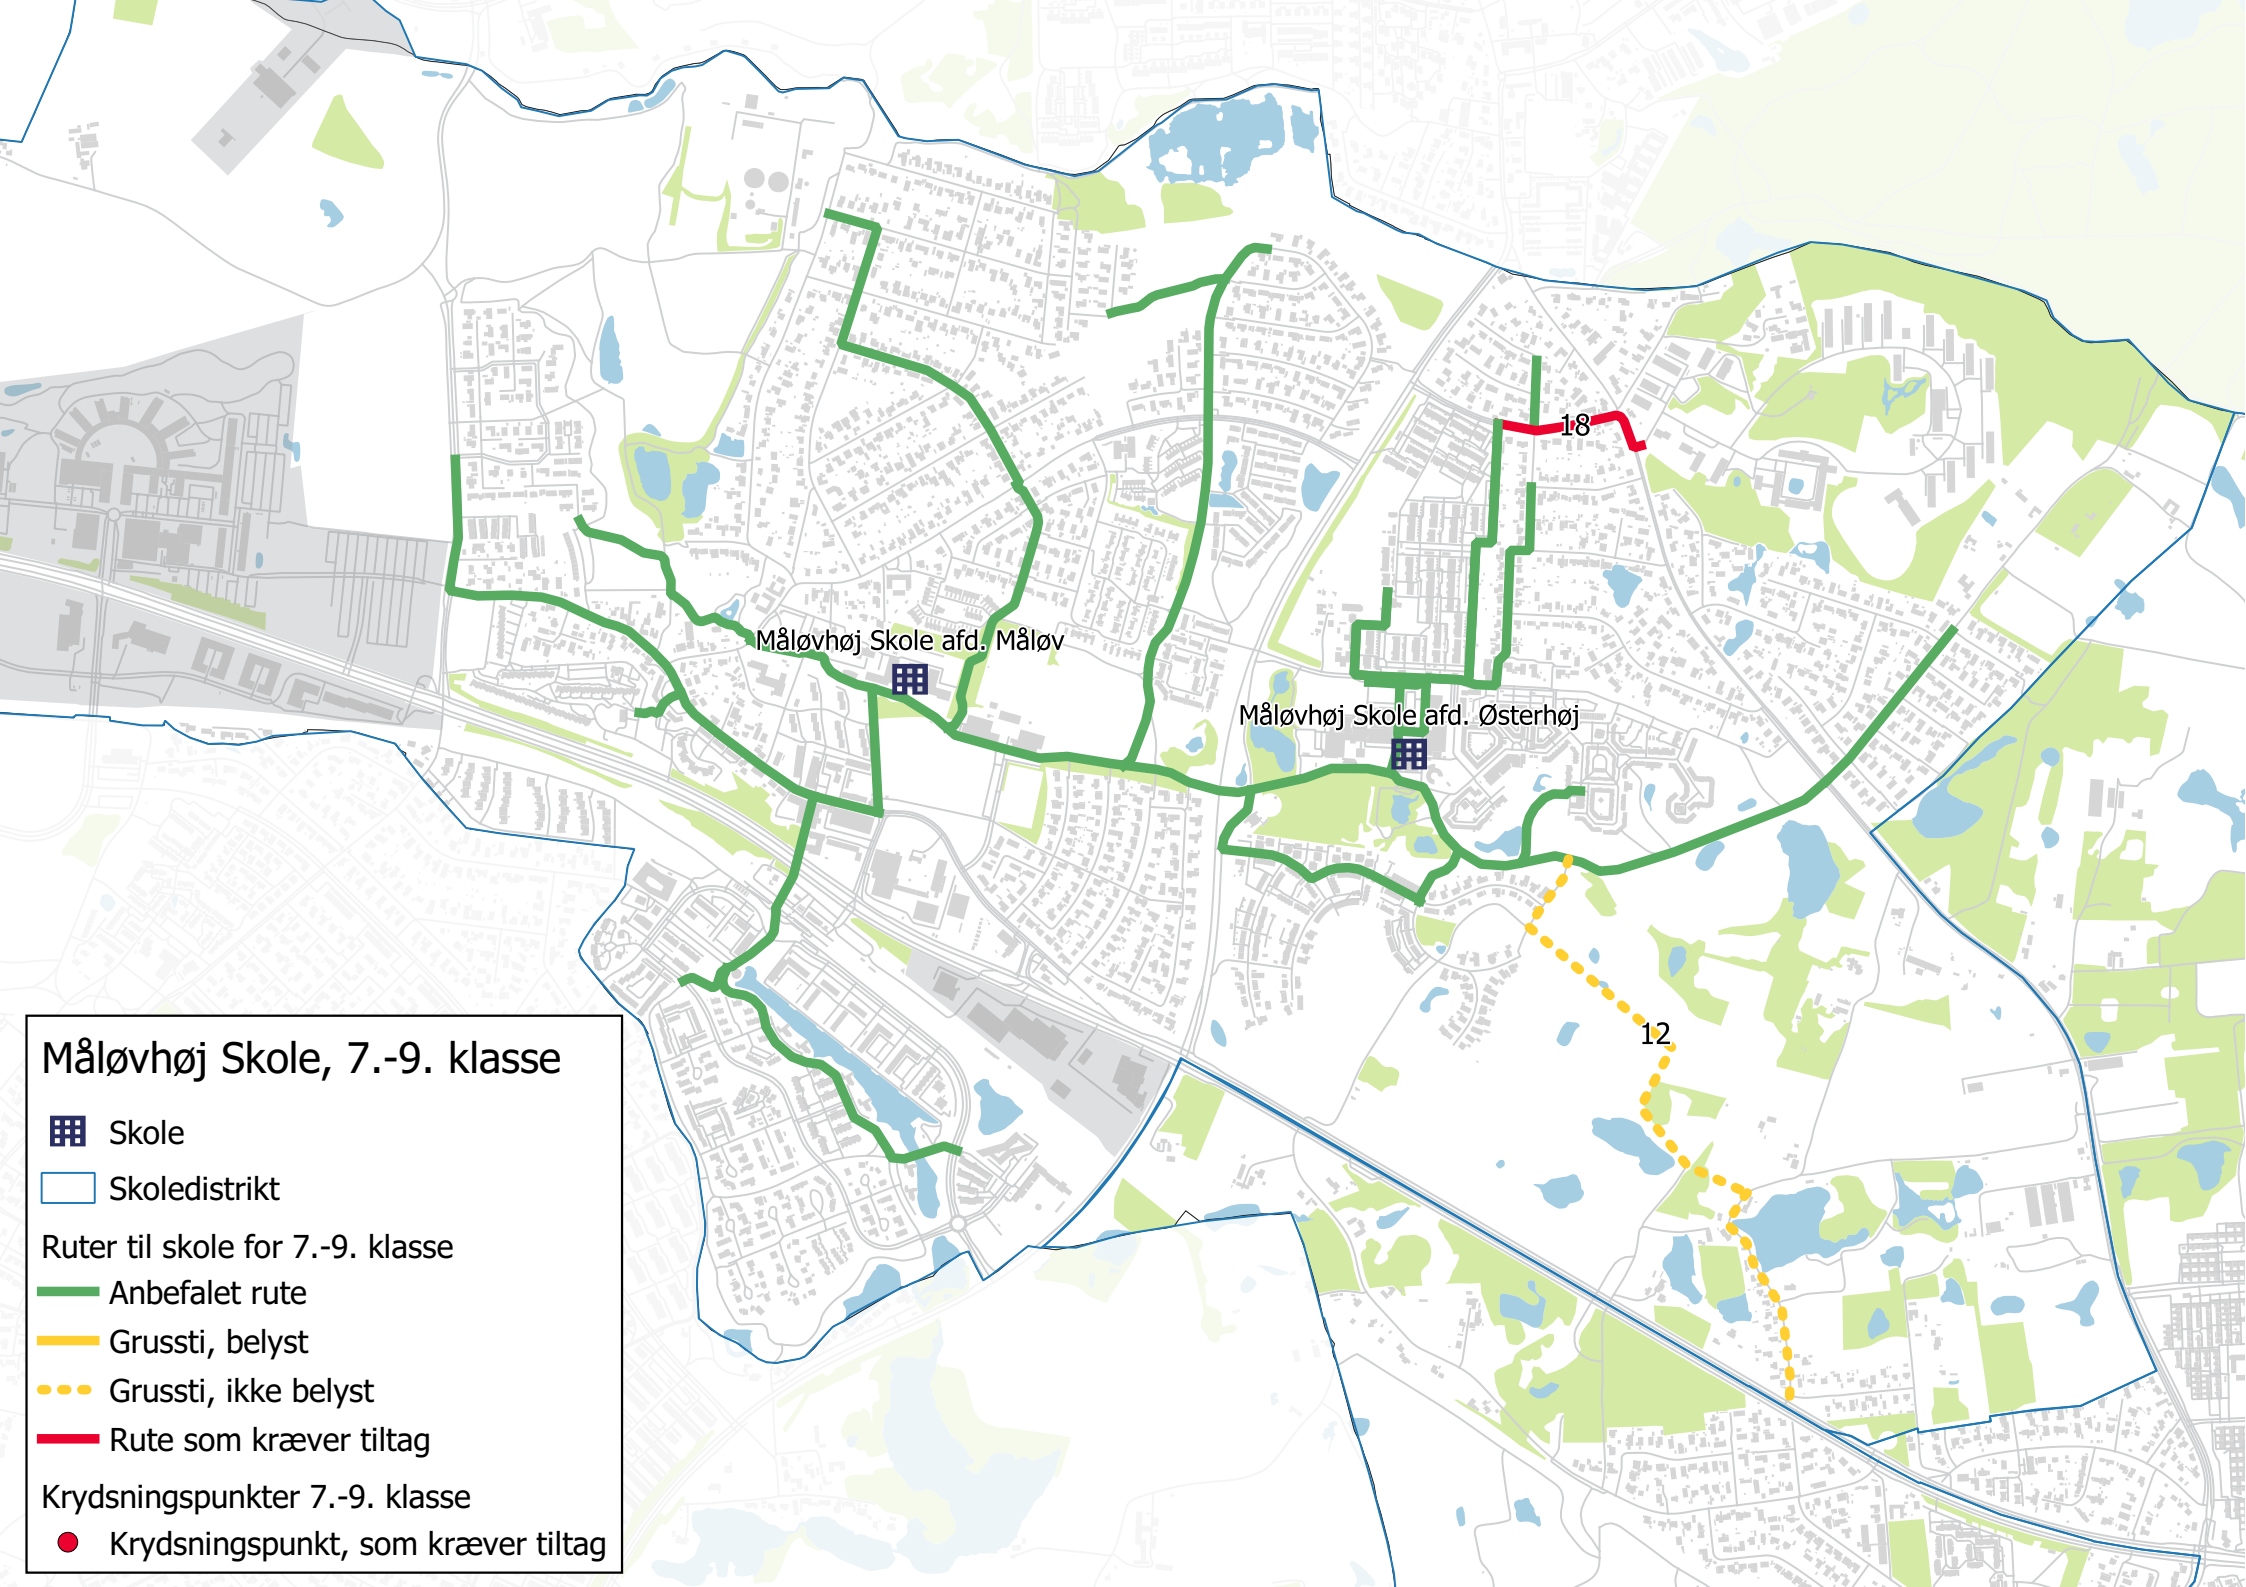 18
Måløvhøj Skole afd. Måløv
Måløvhøj Skole afd. Østerhøj
12
Måløvhøj Skole, 7.-9. klasse
Skole
Skoledistrikt
Ruter til skole for 7.-9. klasse
Anbefalet rute
Grussti, belyst
Grussti, ikke belyst
Rute som kræver tiltag
Krydsningspunkter 7.-9. klasse
Krydsningspunkt, som kræver tiltag